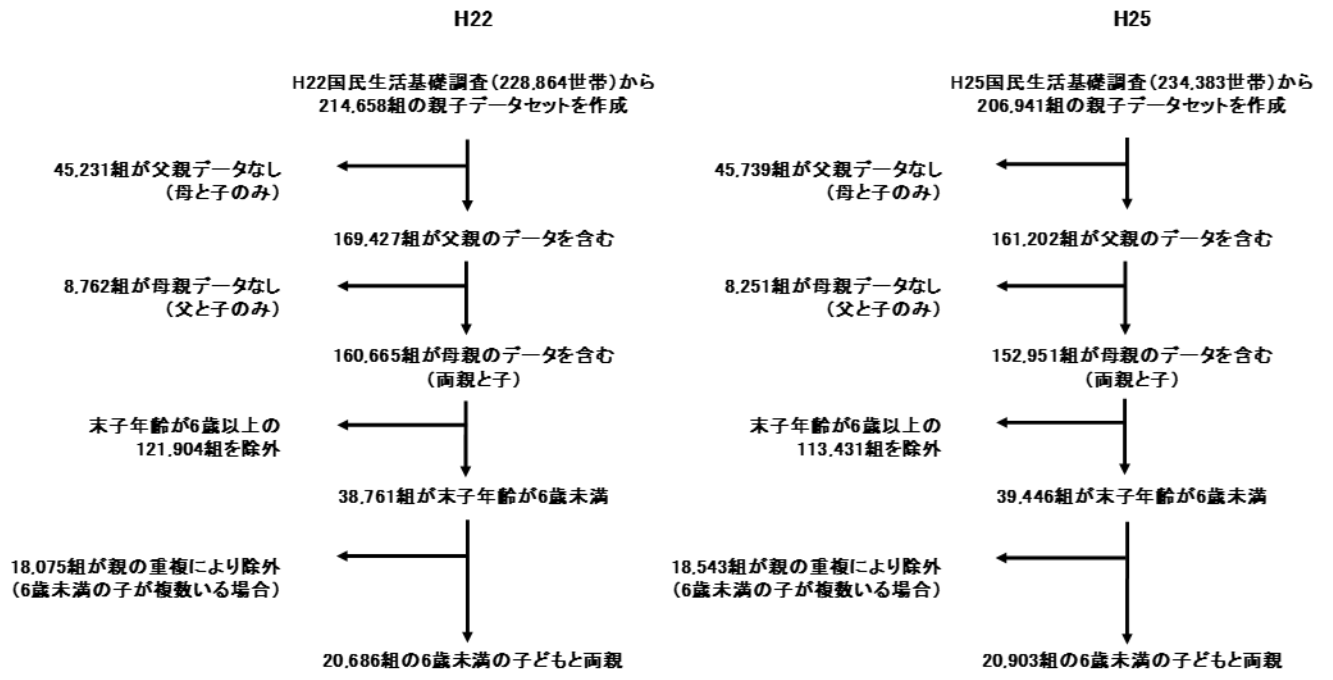 H22
H22国民生活基礎調査（228,864世帯）から
214,658組の親子データセットを作成
45,231組が父親データなし
（母と子のみ）
169,427組が父親のデータを含む
8,762組が母親データなし
（父と子のみ）
160,665組が母親のデータを含む
（両親と子）
末子年齢が6歳以上の
121,904組を除外
38,761組が末子年齢が6歳未満
18,075組が親の重複により除外
（6歳未満の子が複数いる場合）
20,686組の6歳未満の子どもと両親
H25
H25国民生活基礎調査（234,383世帯）から
206,941組の親子データセットを作成
45,739組が父親データなし
（母と子のみ）
161,202組が父親のデータを含む
8,251組が母親データなし
（父と子のみ）
152,951組が母親のデータを含む
（両親と子）
末子年齢が6歳以上の
113,431組を除外
39,446組が末子年齢が6歳未満
18,543組が親の重複により除外
（6歳未満の子が複数いる場合）
20,903組の6歳未満の子どもと両親